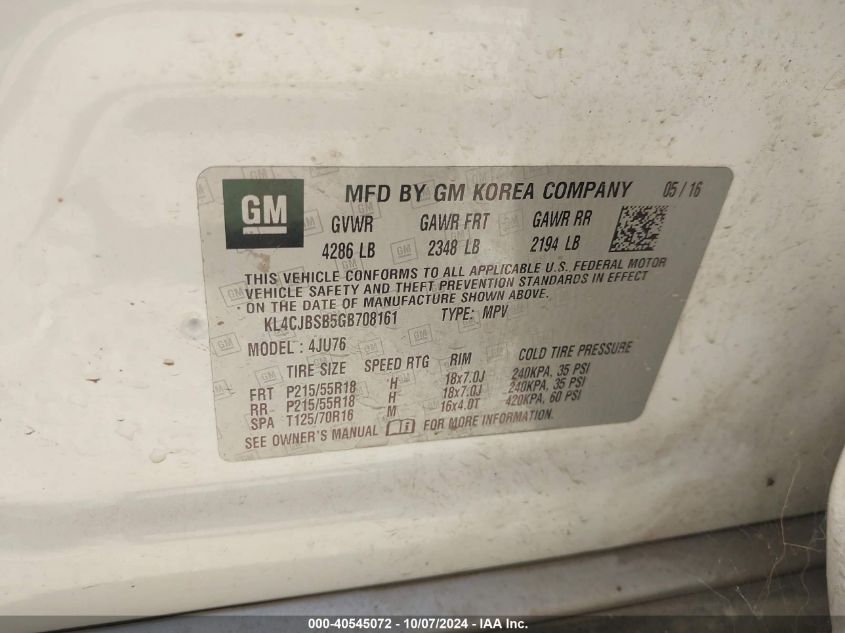 GM MFD BY GM KOREA COMPANY 05/16
GVWR GAWR FRT GAWR RR
4286 LB 2348 LB 2194 LB
THIS VEHICLE CONFORMS TO ALL APPLICABLE U.S. FEDERAL MOTOR
VEHICLE SAFETY AND THEFT PREVENTION STANDARDS IN EFFECT
ON THE DATE OF MANUFACTURE SHOWN ABOVE.
KL4CJBSB5GB708161 TYPE: MPV
MODEL: 4JU76
TIRE SIZE SPEED RTG RIM COLD TIRE PRESSURE
FRT P215/55R18 H 18x7.0J 240KPA, 35 PSI
RR P215/55R18 H 18x7.0J 240KPA, 35 PSI
SPA T125/70R16 M 16x4.0T 420KPA, 60 PSI
SEE OWNER'S MANUAL FOR MORE INFORMATION.
000-40545072 - 10/07/2024 - IAA Inc.